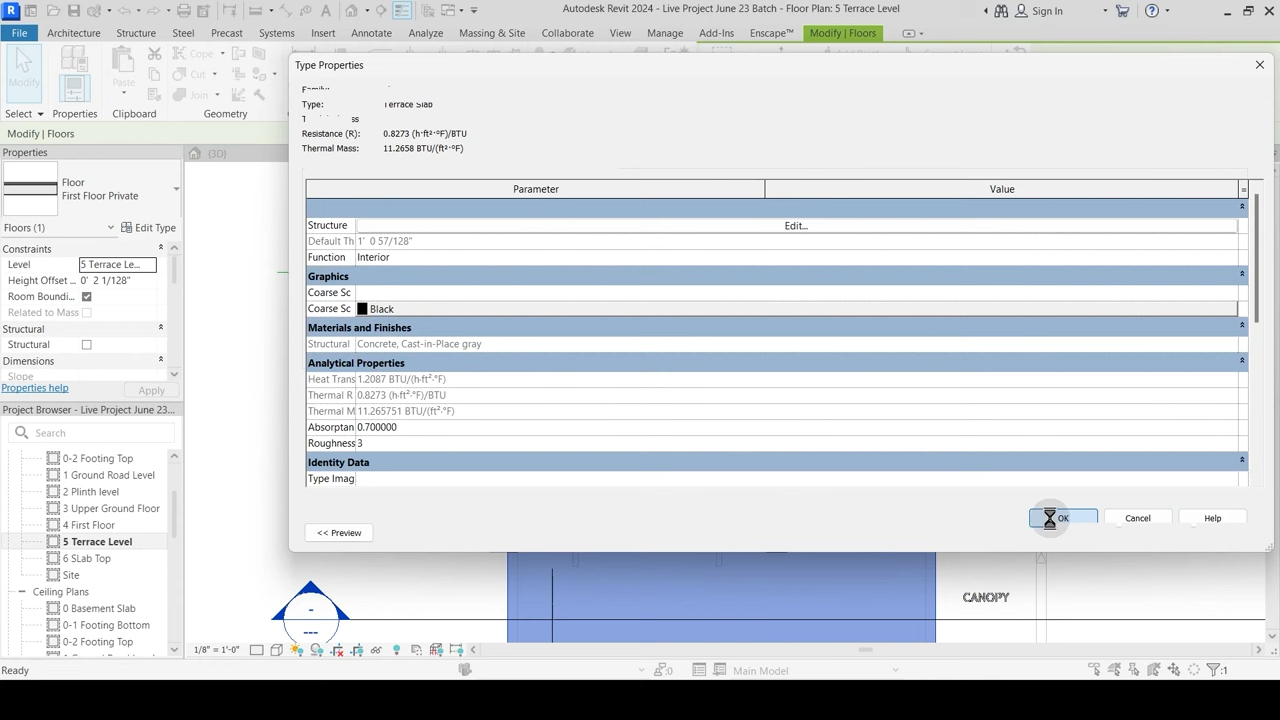 Autodesk Revit 2024 - Live Project June 23 Batch - Floor Plan: 5 Terrace Level
Sign In
File Architecture Structure Steel Precast Systems Insert Annotate Analyze Massing & Site Collaborate View Manage Add-Ins Enscape™ Modify | Floors
Modify
Paste
Cope
Cut
Join
Select Properties Clipboard Geometry
Modify | Floors
Properties
{3D}
Floor
First Floor Private
Floors (1) Edit Type
Constraints
Level 5 Terrace Le...
Height Offset ... 0' 2 1/128"
Room Boundi...
Related to Mass
Structural
Structural
Dimensions
Slope
Properties help Apply
Project Browser - Live Project June 23...
Search
0-2 Footing Top
1 Ground Road Level
2 Plinth level
3 Upper Ground Floor
4 First Floor
5 Terrace Level
6 SLab Top
Site
Ceiling Plans
0 Basement Slab
0-1 Footing Bottom
0-2 Footing Top
Type Properties
Family:
Type: Terrace Slab
Resistance (R): 0.8273 (h·ft²·°F)/BTU
Thermal Mass: 11.2658 BTU/(ft²·°F)
Parameter Value =
Structure Edit...
Default Th 1' 0 57/128"
Function Interior
Graphics
Coarse Sc
Coarse Sc Black
Materials and Finishes
Structural Concrete, Cast-in-Place gray
Analytical Properties
Heat Trans 1.2087 BTU/(h·ft²·°F)
Thermal R 0.8273 (h·ft²·°F)/BTU
Thermal M 11.265751 BTU/(ft²·°F)
Absorptan 0.700000
Roughness 3
Identity Data
Type Imag
<< Preview
OK Cancel Help
CANOPY
-
---
1/8" = 1'-0"
Ready
:0
Main Model
:1